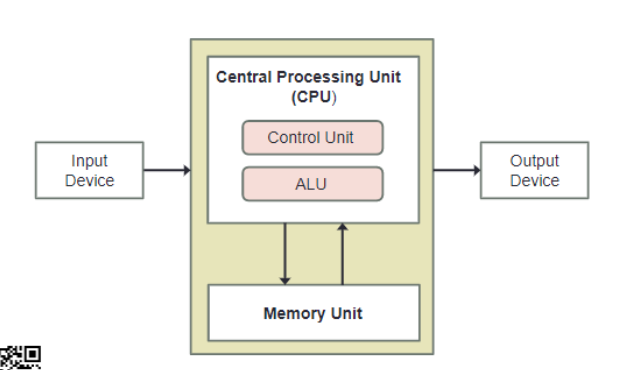 Central Processing Unit
(CPU)
Control Unit
ALU
Input
Device
Output
Device
Memory Unit